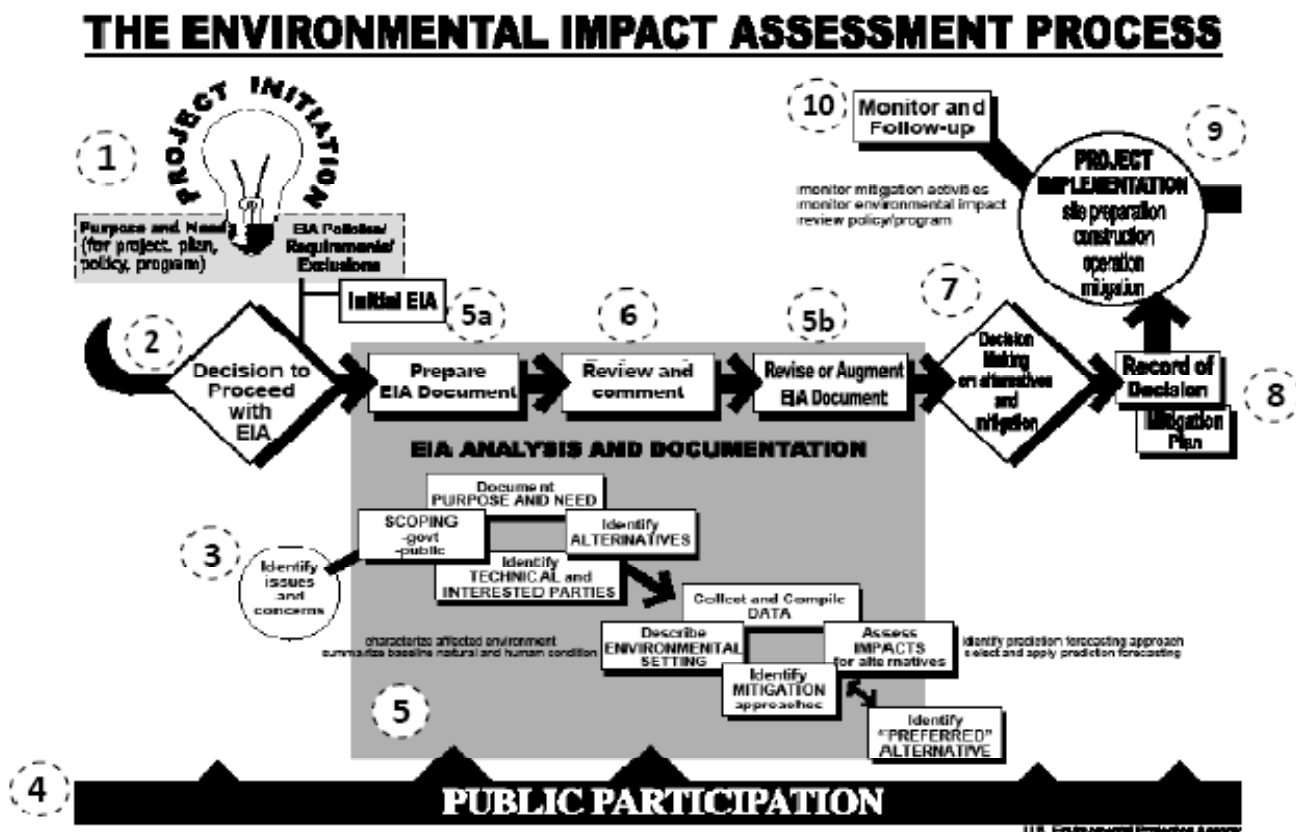 THE ENVIRONMENTAL IMPACT ASSESSMENT PROCESS
1
PROJECT INITIATION
Purpose and Need
(for project, plan,
policy, program)
EIA Policies/
Requirements/
Exclusions
Initial EIA
2
Decision to
Proceed
with
EIA
5a
Prepare
EIA Document
6
Review and
comment
5b
Revise or Augment
EIA Document
7
Decision
Making
on alternatives
and
mitigation
Record of
Decision
Mitigation
Plan
8
9
PROJECT
IMPLEMENTATION
site preparation
construction
operation
mitigation
10
Monitor and
Follow-up
monitor mitigation activities
monitor environmental impact
review policy/program
EIA ANALYSIS AND DOCUMENTATION
3
Identify
issues
and
concerns
SCOPING
-govt
-public
Document
PURPOSE AND NEED
Identify
ALTERNATIVES
Identify
TECHNICAL and
INTERESTED PARTIES
Collect and Compile
DATA
characterize affected environment
summarize baseline natural and human condition
Describe
ENVIRONMENTAL
SETTING
Assess
IMPACTS
for alternatives
identify prediction forecasting approach
select and apply prediction forecasting
Identify
MITIGATION
approaches
5
Identify
"PREFERRED"
ALTERNATIVE
4
PUBLIC PARTICIPATION